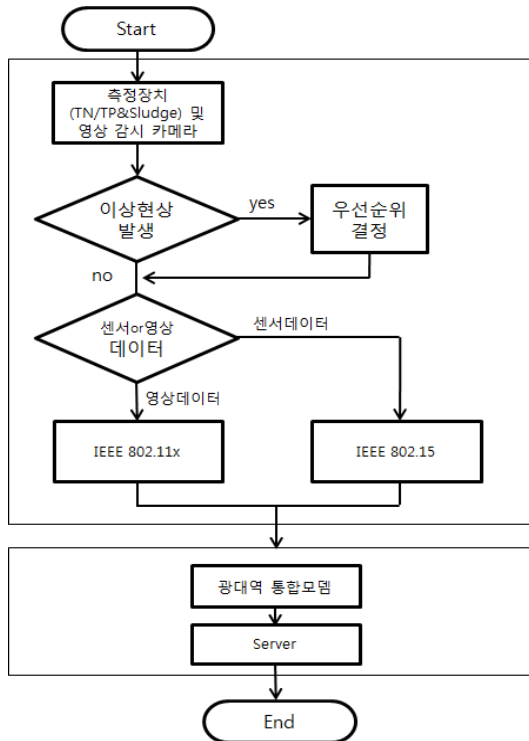 Start
측정장치
(TN/TP&Sludge) 및
영상 감시 카메라
이상현상
발생
yes
우선순위
결정
no
센서or영상
데이터
센서데이터
영상데이터
IEEE 802.11x
IEEE 802.15
광대역 통합모뎀
Server
End